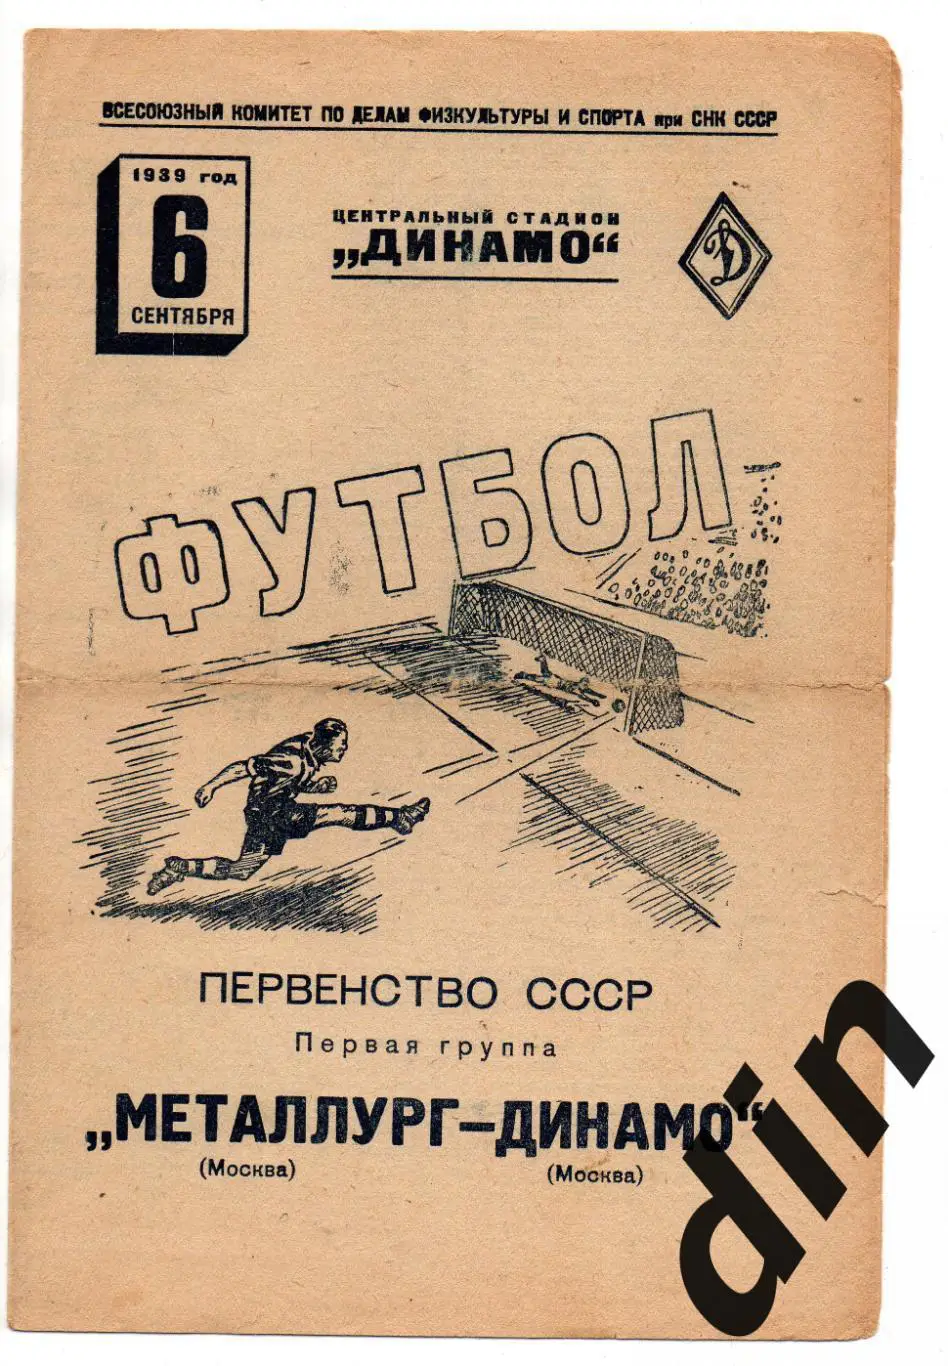 ВСЕСОЮЗНЫЙ КОМИТЕТ ПО ДЕЛАМ ФИЗКУЛЬТУРЫ И СПОРТА при СНК СССР
1939 год
6
СЕНТЯБРЯ
ЦЕНТРАЛЬНЫЙ СТАДИОН
„ДИНАМО“
Д
ФУТБОЛ
ПЕРВЕНСТВО СССР
Первая группа
„МЕТАЛЛУРГ–ДИНАМО“
(Москва) (Москва)
din